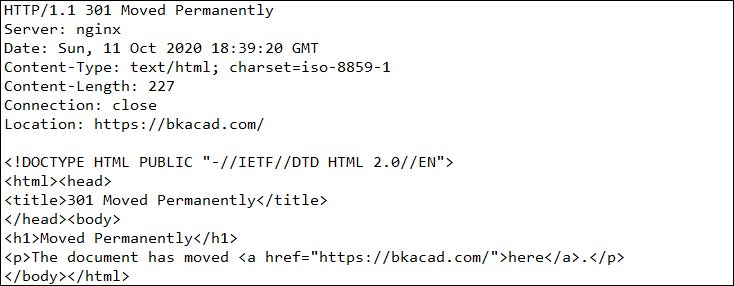 HTTP/1.1 301 Moved Permanently
Server: nginx
Date: Sun, 11 Oct 2020 18:39:20 GMT
Content-Type: text/html; charset=iso-8859-1
Content-Length: 227
Connection: close
Location: https://bkacad.com/

<!DOCTYPE HTML PUBLIC "-//IETF//DTD HTML 2.0//EN">
<html><head>
<title>301 Moved Permanently</title>
</head><body>
<h1>Moved Permanently</h1>
<p>The document has moved <a href="https://bkacad.com/">here</a>.</p>
</body></html>